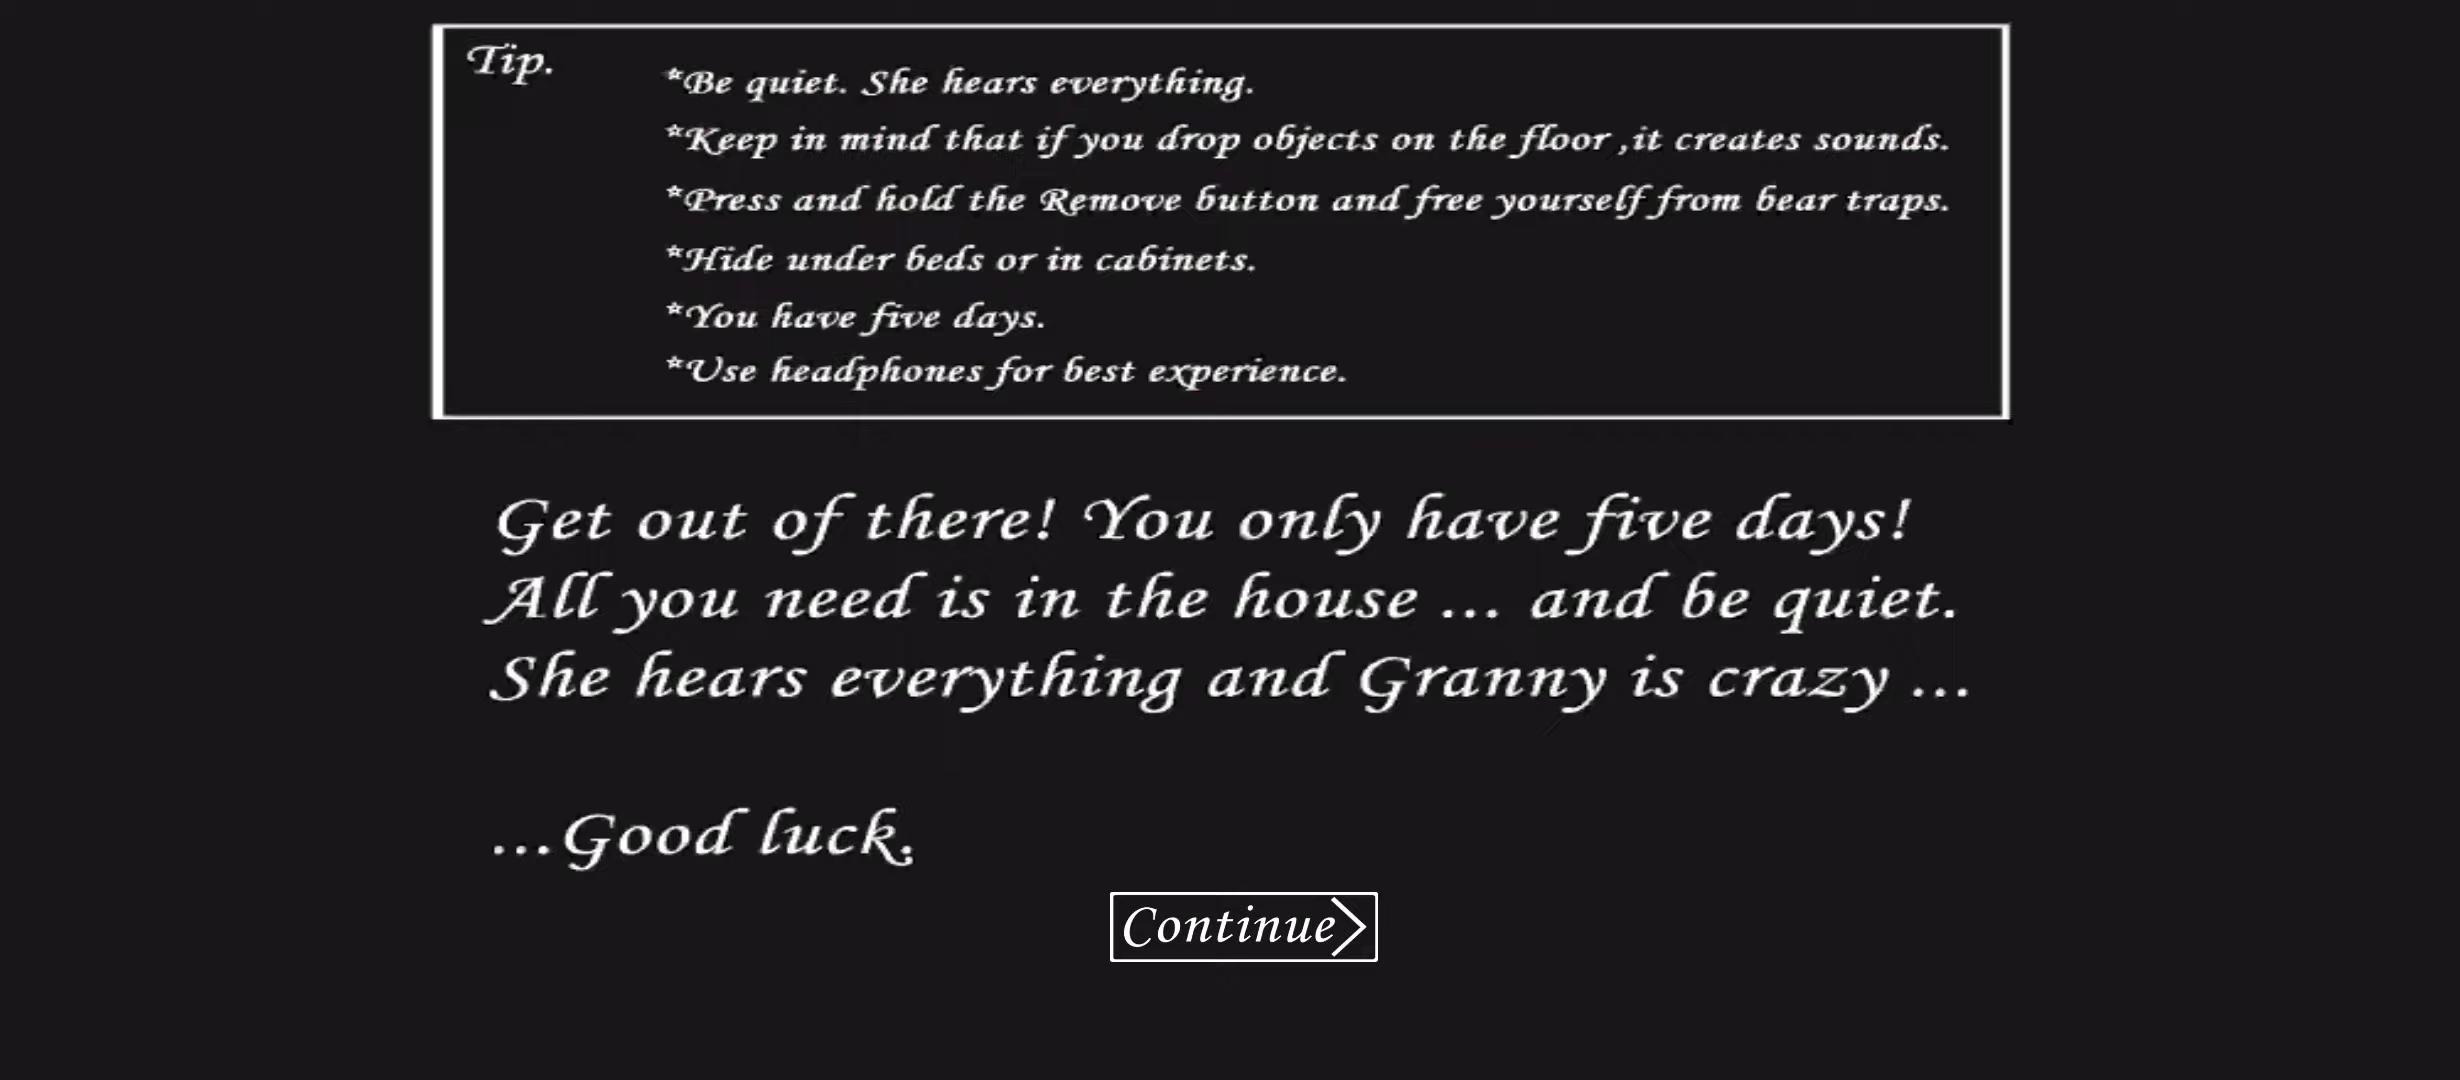 Tip.
*Be quiet. She hears everything.
*Keep in mind that if you drop objects on the floor ,it creates sounds.
*Press and hold the Remove button and free yourself from bear traps.
*Hide under beds or in cabinets.
*You have five days.
*Use headphones for best experience.
Get out of there! You only have five days!
All you need is in the house ... and be quiet.
She hears everything and Granny is crazy ...
...Good luck.
Continue